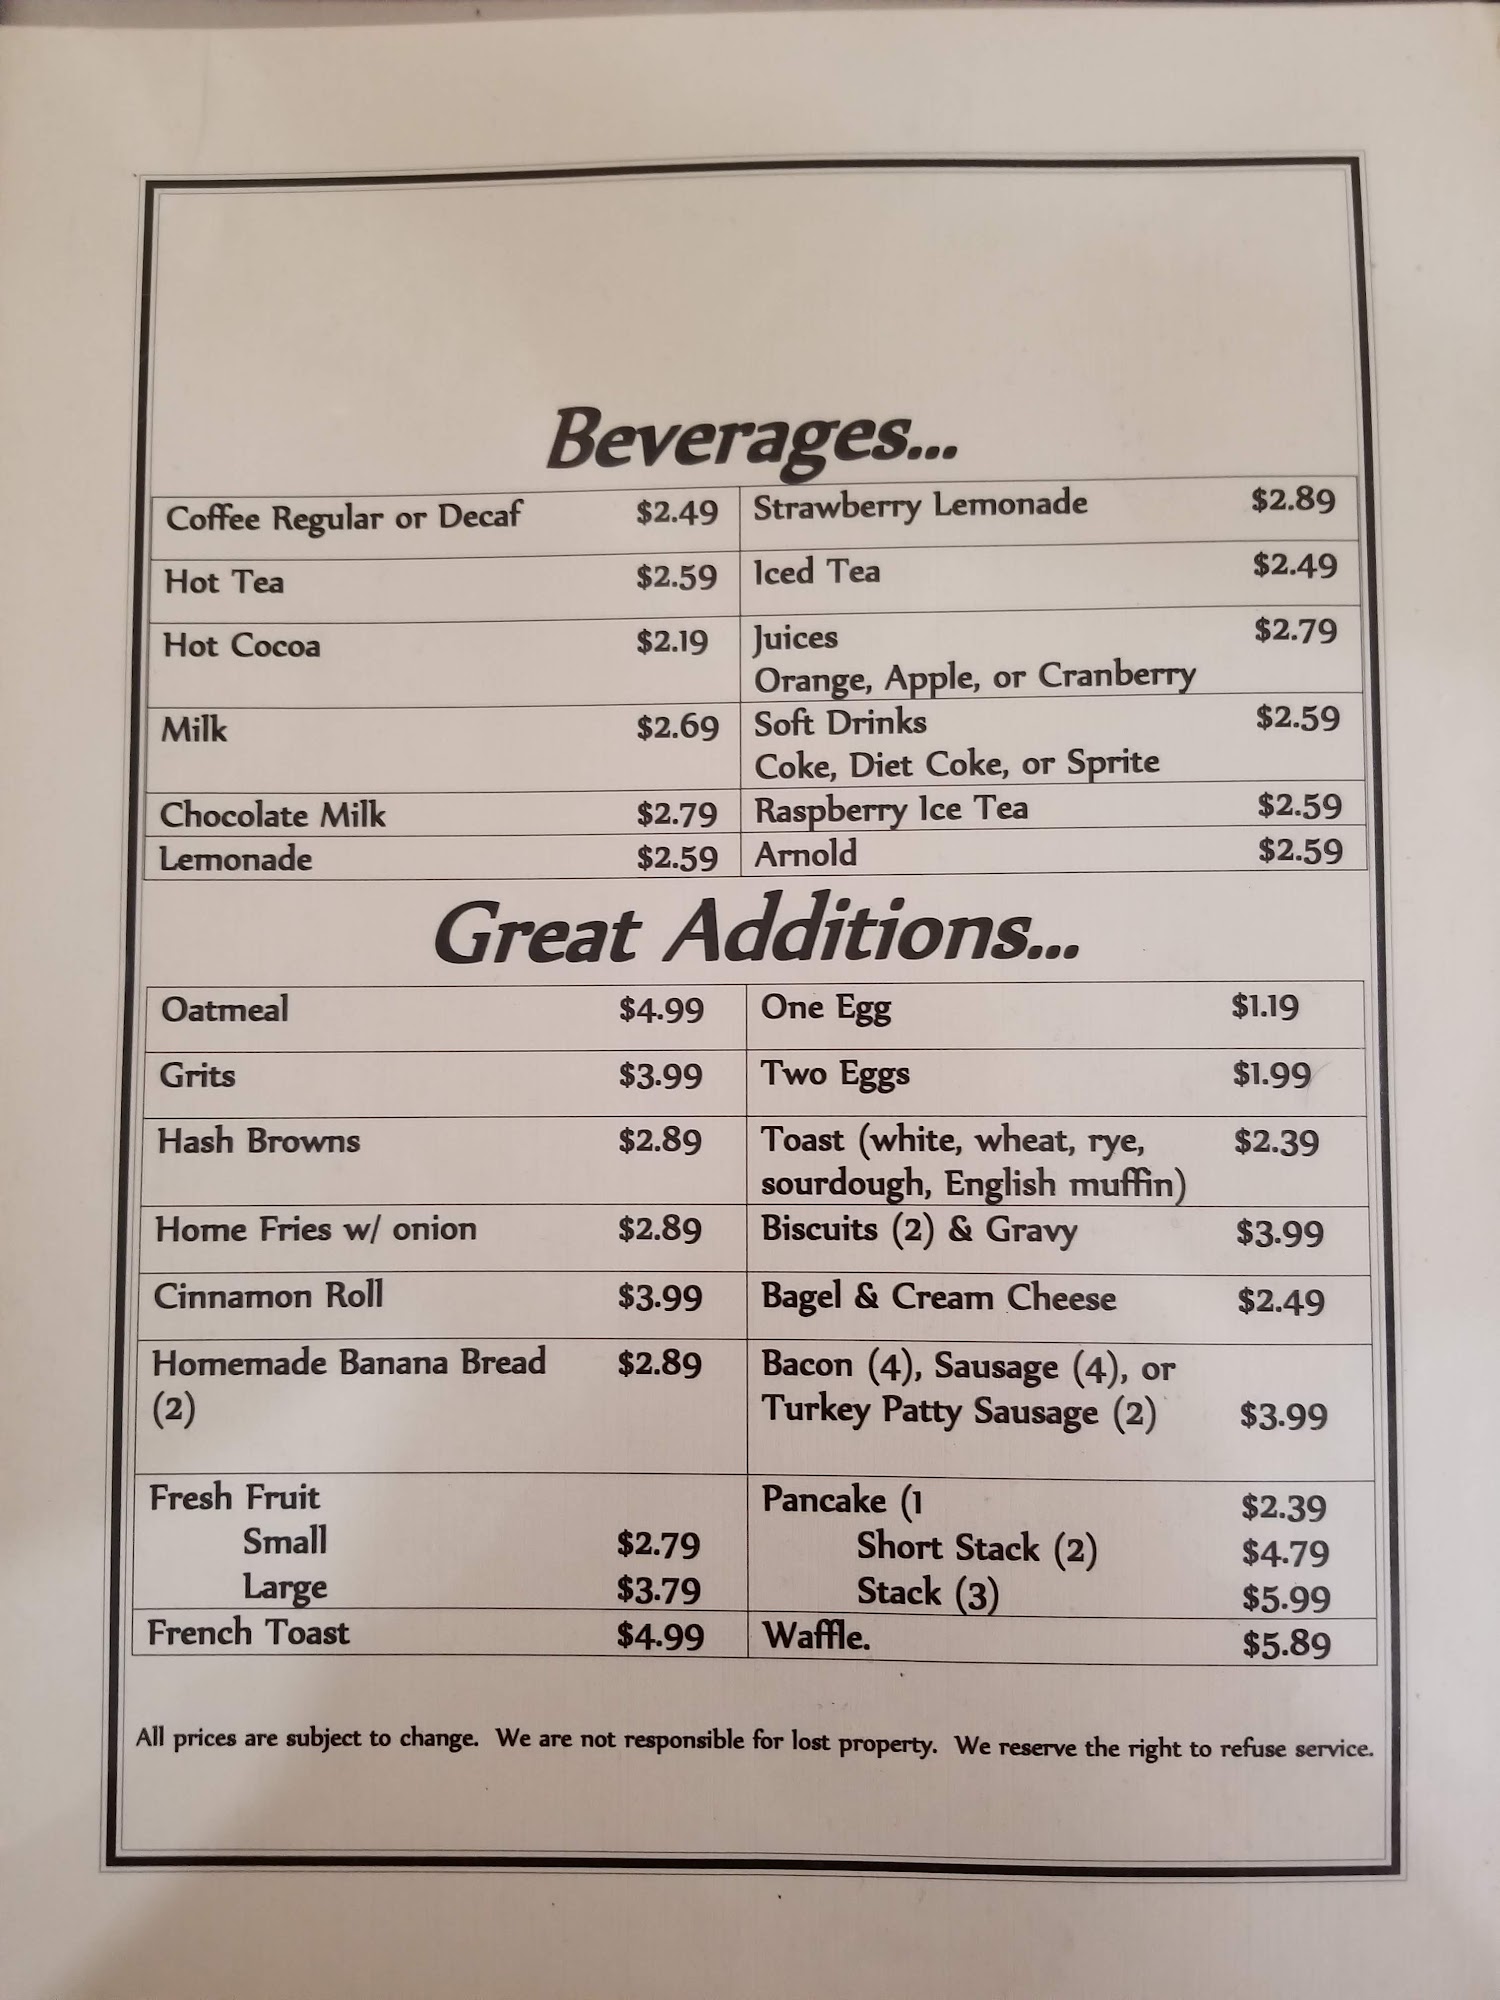 Beverages...
Coffee Regular or Decaf $2.49 Strawberry Lemonade $2.89
Hot Tea $2.59 Iced Tea $2.49
Hot Cocoa $2.19 Juices $2.79
Orange, Apple, or Cranberry
Milk $2.69 Soft Drinks $2.59
Coke, Diet Coke, or Sprite
Chocolate Milk $2.79 Raspberry Ice Tea $2.59
Lemonade $2.59 Arnold $2.59
Great Additions...
Oatmeal $4.99 One Egg $1.19
Grits $3.99 Two Eggs $1.99
Hash Browns $2.89 Toast (white, wheat, rye, $2.39
sourdough, English muffin)
Home Fries w/ onion $2.89 Biscuits (2) & Gravy $3.99
Cinnamon Roll $3.99 Bagel & Cream Cheese $2.49
Homemade Banana Bread $2.89 Bacon (4), Sausage (4), or
(2) Turkey Patty Sausage (2) $3.99
Fresh Fruit Pancake (1 $2.39
Small $2.79 Short Stack (2) $4.79
Large $3.79 Stack (3) $5.99
French Toast $4.99 Waffle. $5.89
All prices are subject to change. We are not responsible for lost property. We reserve the right to refuse service.